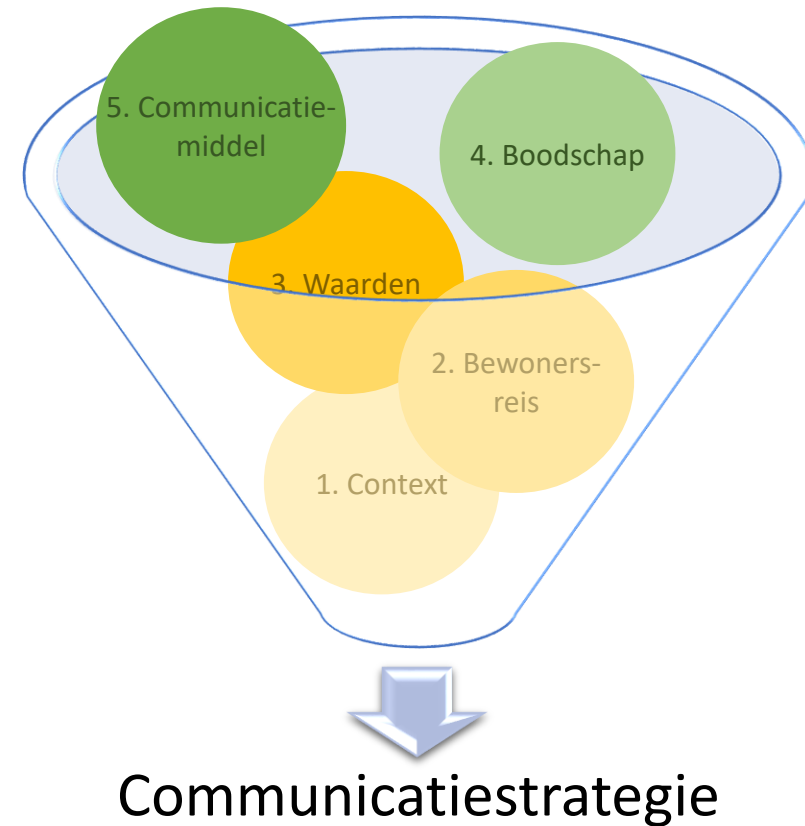 5. Communicatie-
middel
4. Boodschap
3. Waarden
2. Bewoners-
reis
1. Context
Communicatiestrategie